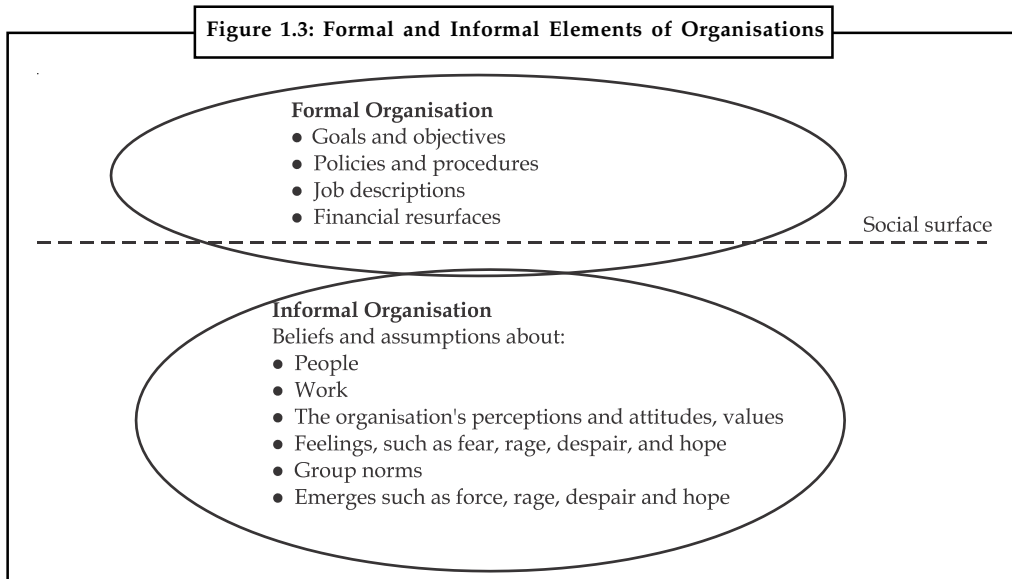 Figure 1.3: Formal and Informal Elements of Organisations
Formal Organisation
● Goals and objectives
● Policies and procedures
● Job descriptions
● Financial resurfaces
Social surface
Informal Organisation
Beliefs and assumptions about:
● People
● Work
● The organisation's perceptions and attitudes, values
● Feelings, such as fear, rage, despair, and hope
● Group norms
● Emerges such as force, rage, despair and hope